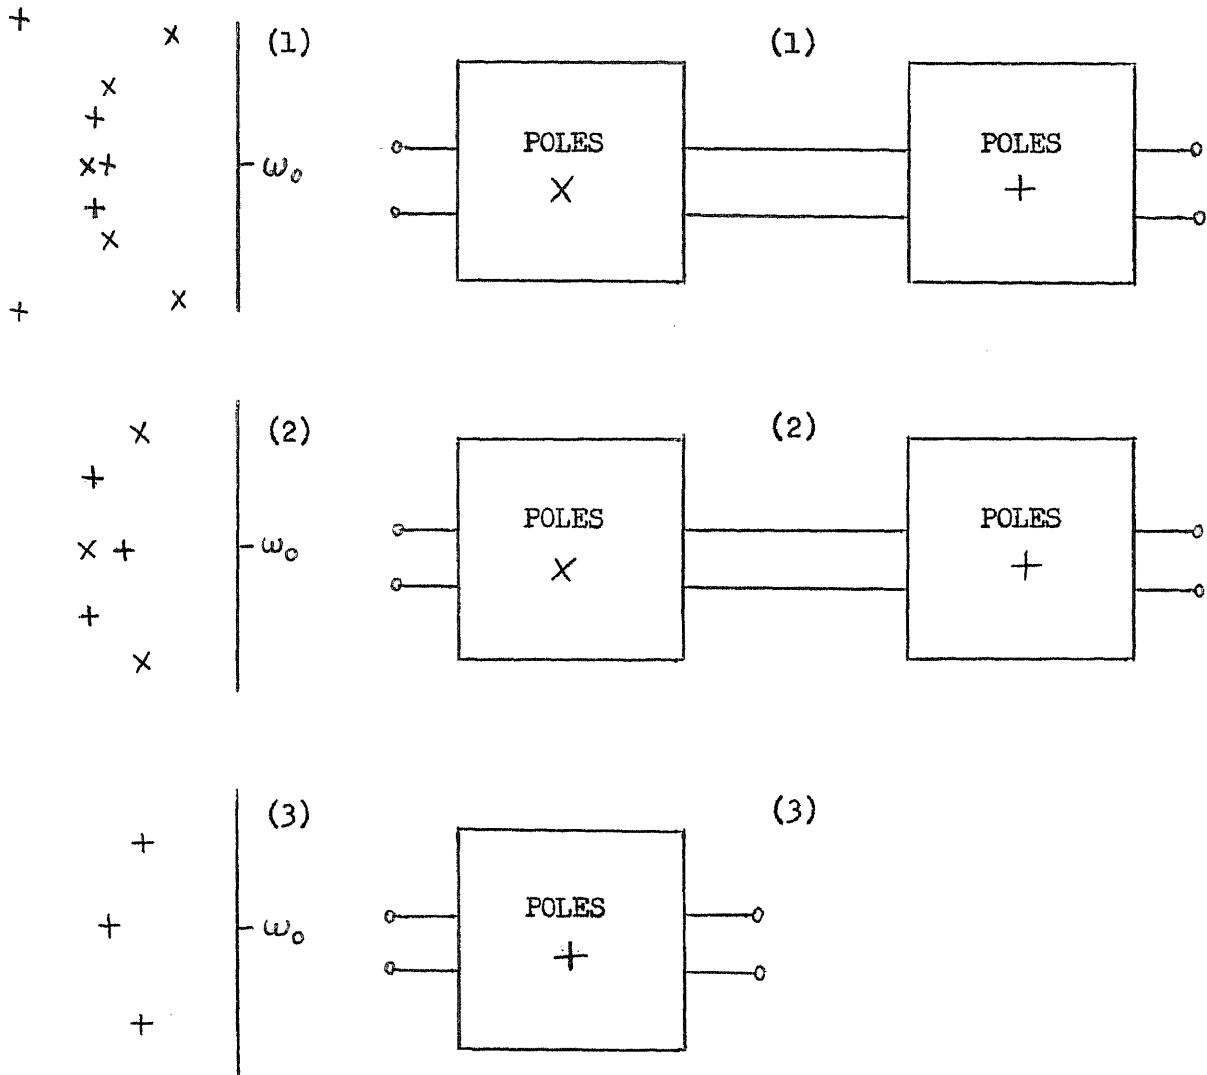 (1) (1)
POLES POLES
× +
ω₀
(2) (2)
POLES POLES
× +
ω₀
(3) (3)
POLES
+
ω₀